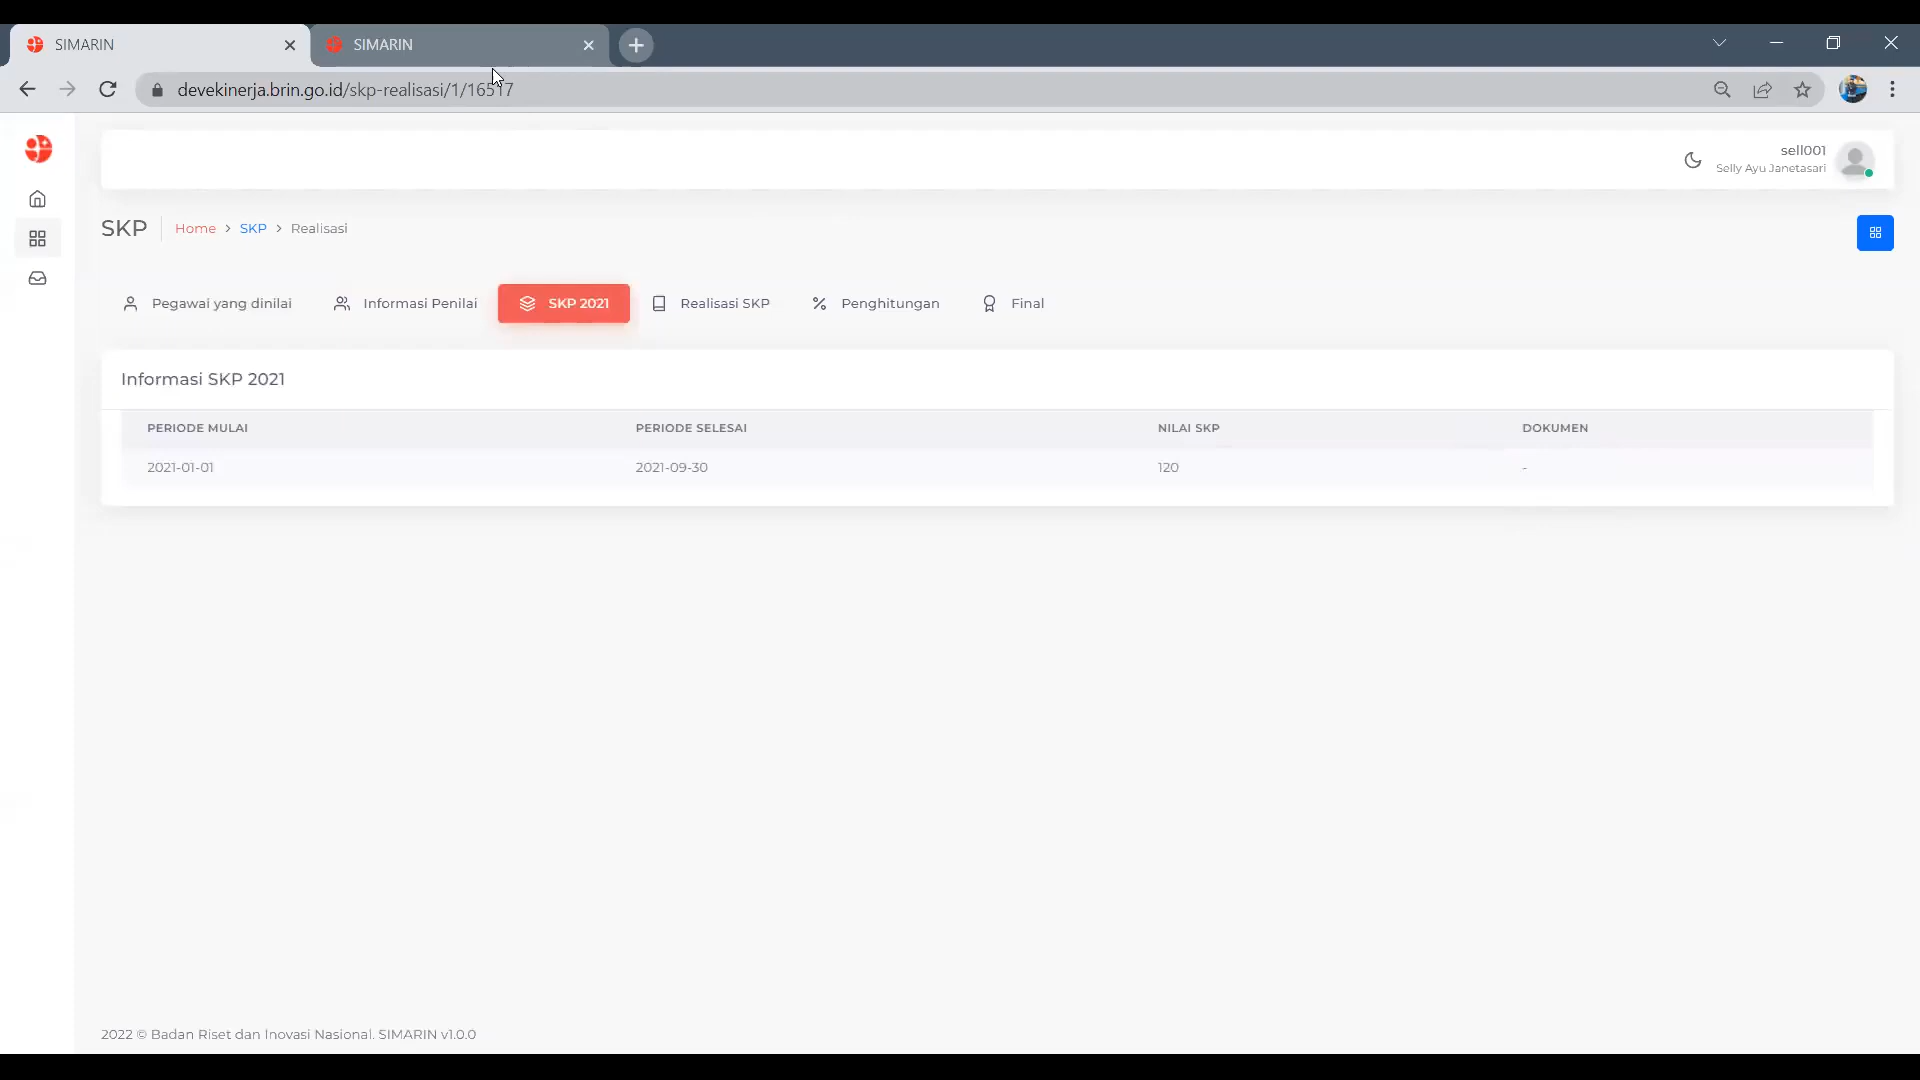 SIMARIN
SIMARIN
devekinerja.brin.go.id/skp-realisasi/1/16517
sell001
Selly Ayu Janetasari
SKP
Home > SKP > Realisasi
Pegawai yang dinilai
Informasi Penilai
SKP 2021
Realisasi SKP
Penghitungan
Final
Informasi SKP 2021
PERIODE MULAI PERIODE SELESAI NILAI SKP DOKUMEN
2021-01-01 2021-09-30 120 -
2022 © Badan Riset dan Inovasi Nasional. SIMARIN v1.0.0